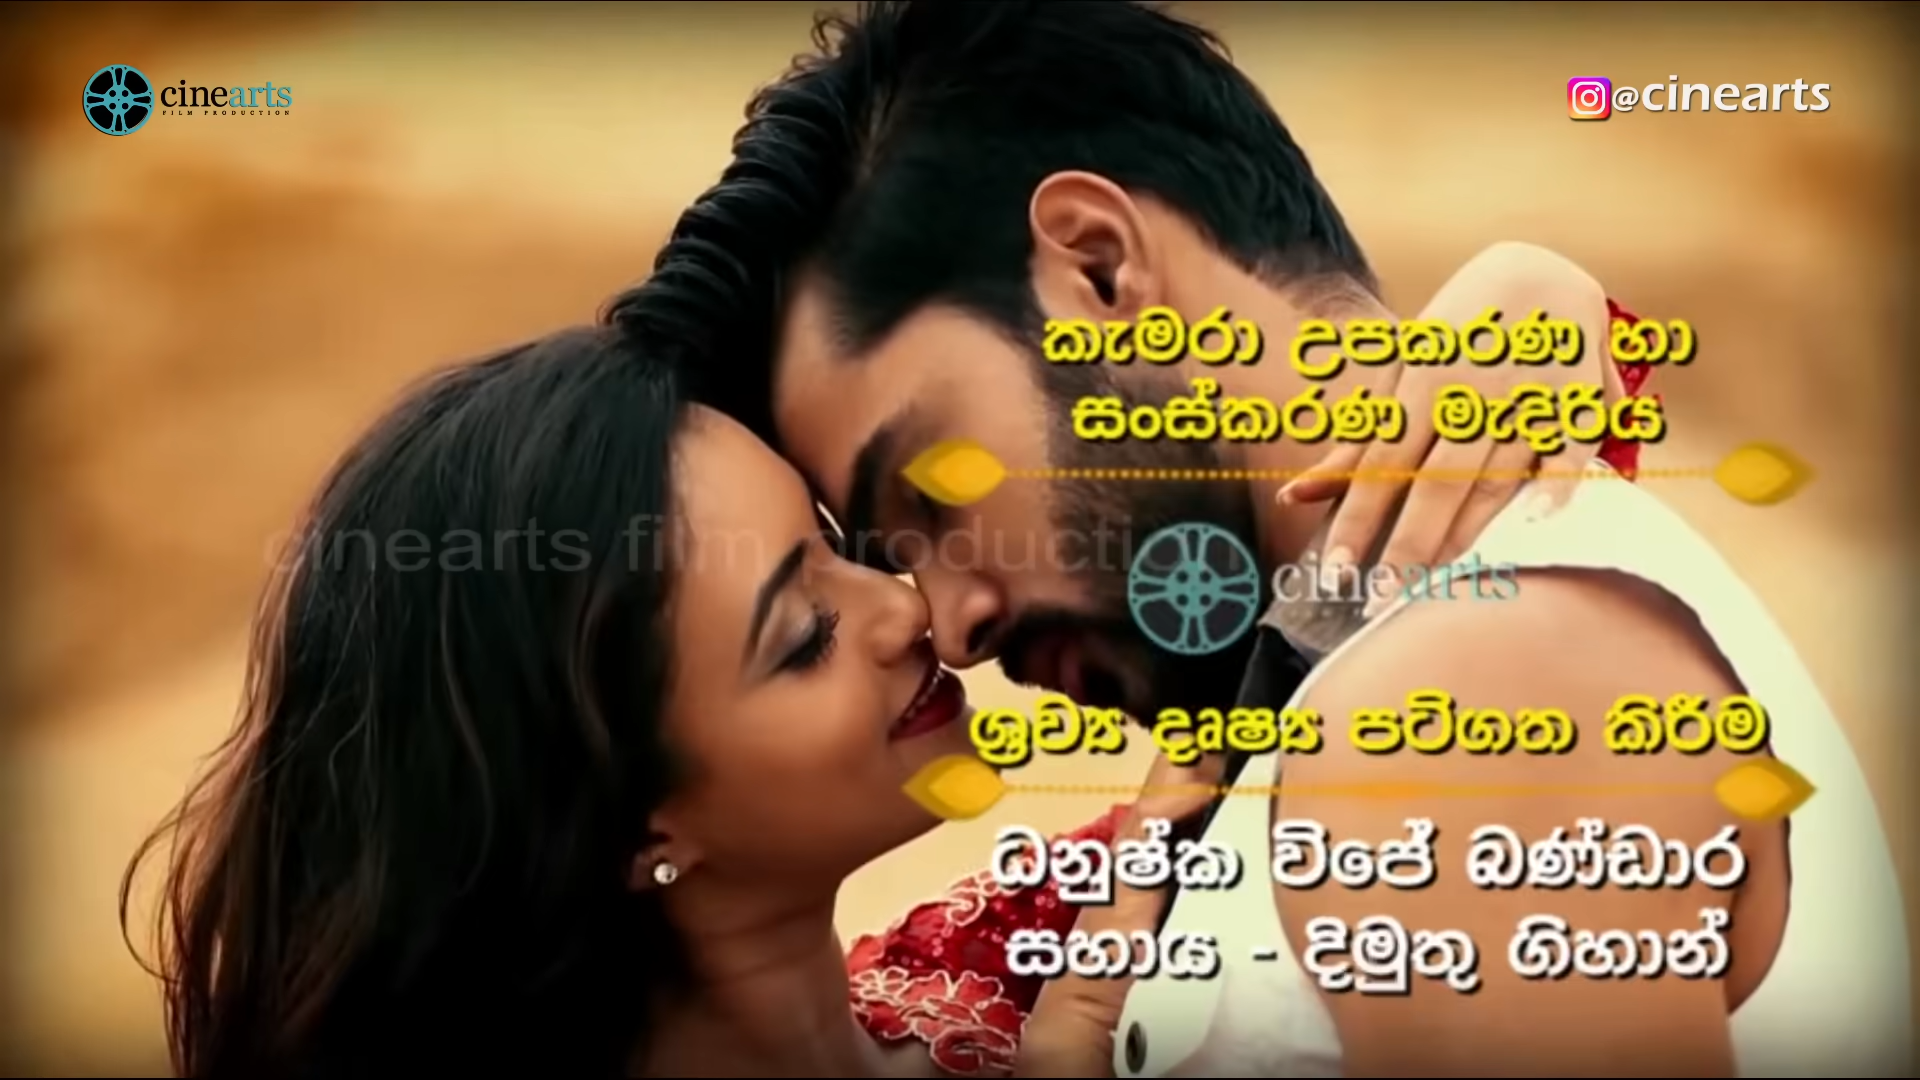 cinearts
FILM PRODUCTION
@cinearts
කැමරා උපකරණ හා
සංස්කරණ මැදිරිය
cinearts film production
cinearts
ශ්‍රව්‍ය දෘෂ්‍ය පටිගත කිරීම
ධනුෂ්ක විජේ බණ්ඩාර
සහාය - දිමුතු ගිහාන්